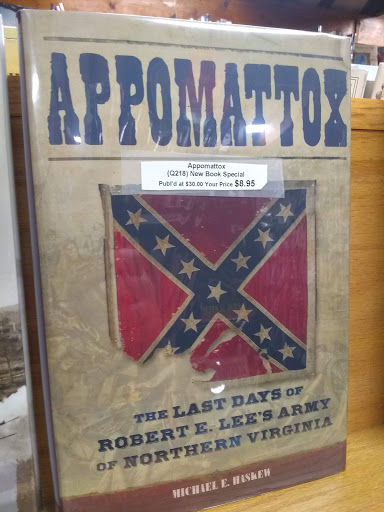 APPOMATTOX
Appomattox
(Q218) New Book Special
Publ'd at $30.00 Your Price $8.95
THE LAST DAYS OF
ROBERT E. LEE'S ARMY
OF NORTHERN VIRGINIA
MICHAEL E. HASKEW